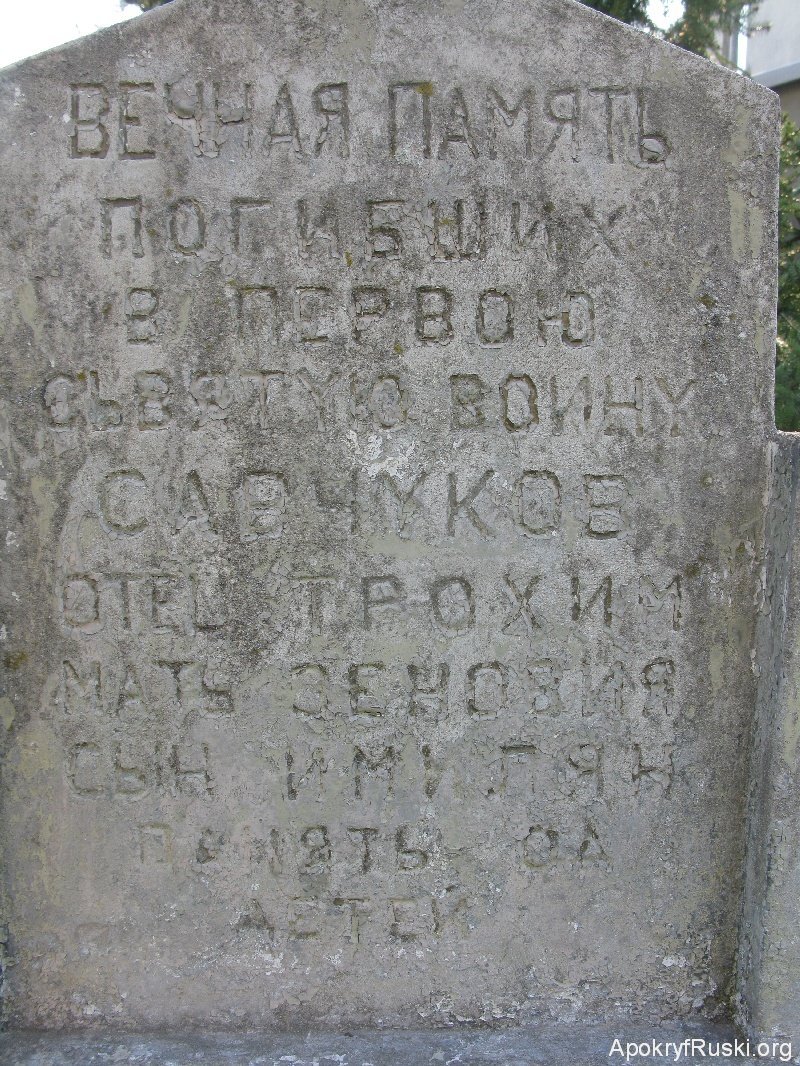 ВЕЧНАЯ ПАМЯТЬ
ПОГИБШИХ
В ПЕРВОЮ
СЬВЯТУЮ ВОИНУ
САВЧУКОВ
ОТЕЦ ТРОХИМ
МАТЬ ЗЕНОВИЯ
СЫН ИМИЛЯН
ПАМЯТЬ ОД
ДЕТЕЙ
ApokryfRuski.org